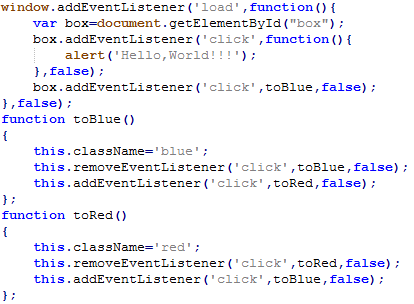 window.addEventListener('load',function(){
    var box=document.getElementById("box");
    box.addEventListener('click',function(){
        alert('Hello,World!!!');
    },false);
    box.addEventListener('click',toBlue,false);
},false);
function toBlue()
{
    this.className='blue';
    this.removeEventListener('click',toBlue,false);
    this.addEventListener('click',toRed,false);
};
function toRed()
{
    this.className='red';
    this.removeEventListener('click',toRed,false);
    this.addEventListener('click',toBlue,false);
};